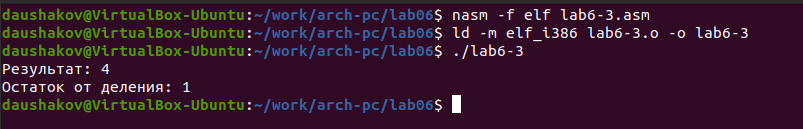 daushakov@VirtualBox-Ubuntu:~/work/arch-pc/lab06$ nasm -f elf lab6-3.asm
daushakov@VirtualBox-Ubuntu:~/work/arch-pc/lab06$ ld -m elf_i386 lab6-3.o -o lab6-3
daushakov@VirtualBox-Ubuntu:~/work/arch-pc/lab06$ ./lab6-3
Результат: 4
Остаток от деления: 1
daushakov@VirtualBox-Ubuntu:~/work/arch-pc/lab06$